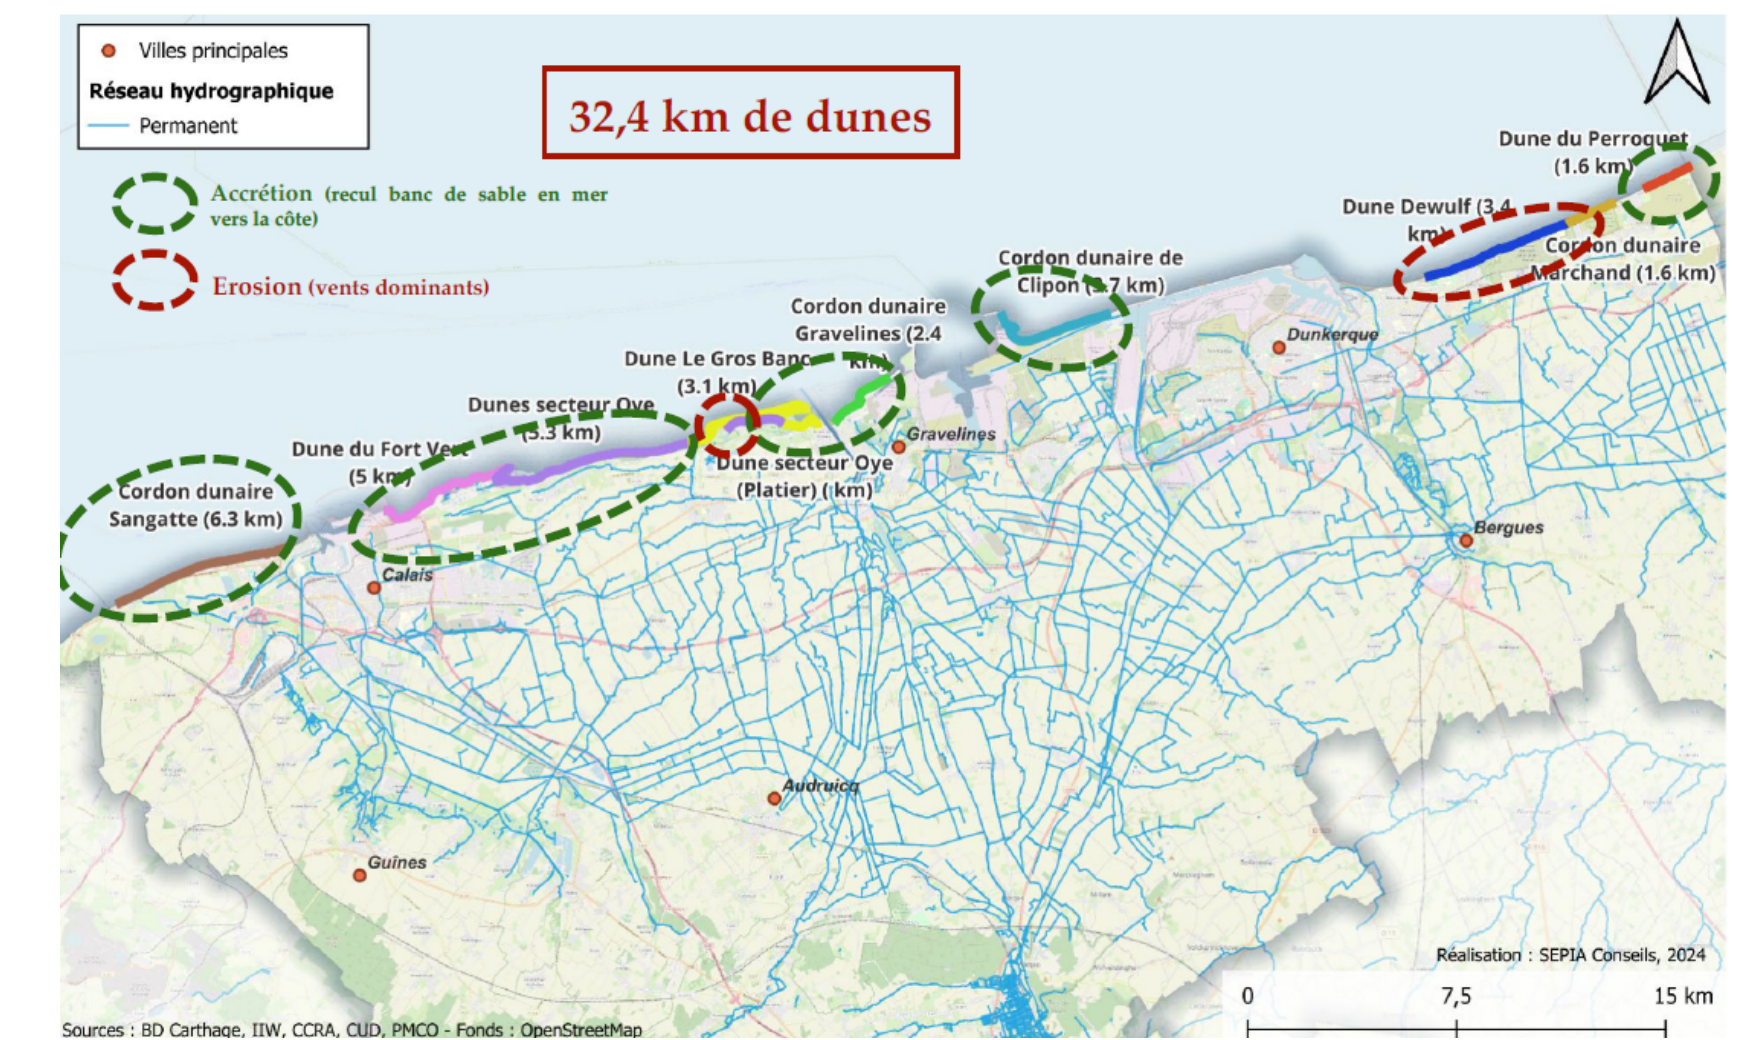 Villes principales
Réseau hydrographique
Permanent
32,4 km de dunes
Accrétion (recul banc de sable en mer
vers la côte)
Erosion (vents dominants)
Dune du Perroquet
(1.6 km)
Dune Dewulf (3.4
km)
Cordon dunaire
Marchand (1.6 km)
Cordon dunaire de
Clipon (3.7 km)
Cordon dunaire
Gravelines (2.4
km)
Dune Le Gros Banc
(3.1 km)
Dunes secteur Oye
(5.3 km)
Dune du Fort Vert
(5 km)
Cordon dunaire
Sangatte (6.3 km)
Dune secteur Oye
(Platier) ( km)
Dunkerque
Gravelines
Bergues
Calais
Audruicq
Guînes
Réalisation : SEPIA Conseils, 2024
0 7,5 15 km
Sources : BD Carthage, IIW, CCRA, CUD, PMCO - Fonds : OpenStreetMap